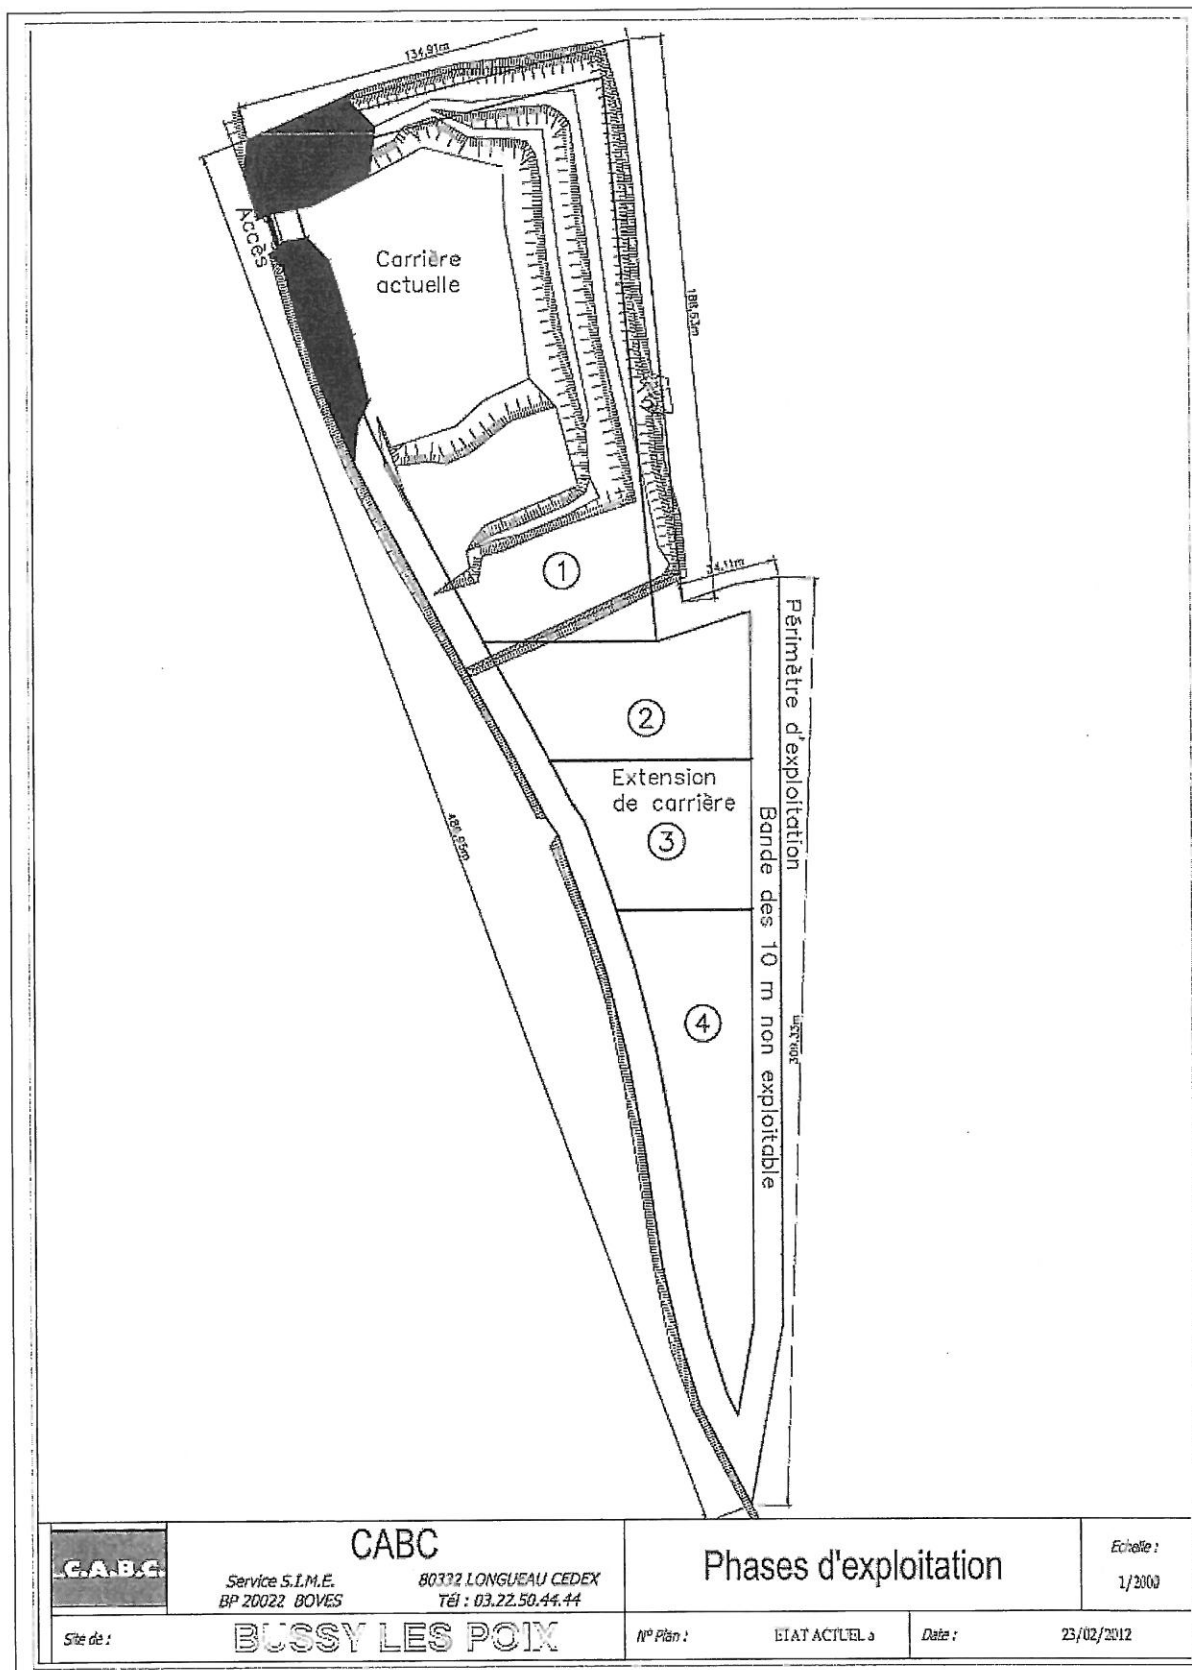 134,91m
Accès
Carrière
actuelle
188,63m
1
34,11m
Périmètre d'exploitation
2
Extension
de carrière
3
Bande des 10 m non exploitable
4
C.A.B.C.
CABC
Service S.I.M.E.
BP 20022 BOVES
80332 LONGUEAU CEDEX
Tél : 03.22.50.44.44
Phases d'exploitation
Echelle :
1/2000
Site de :
BUSSY LES POIX
N° Plan :
ETAT ACTUEL a
Date :
23/02/2012